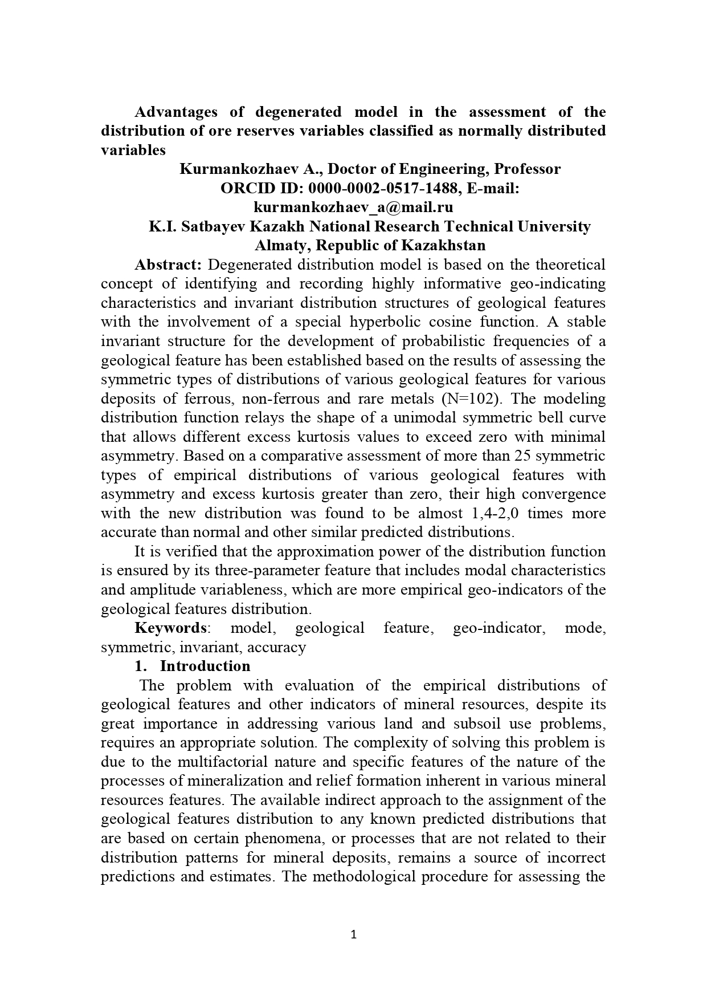 Advantages of degenerated model in the assessment of the
distribution of ore reserves variables classified as normally distributed
variables
Kurmankozhaev A., Doctor of Engineering, Professor
ORCID ID: 0000-0002-0517-1488, E-mail:
kurmankozhaev_a@mail.ru
K.I. Satbayev Kazakh National Research Technical University
Almaty, Republic of Kazakhstan
Abstract: Degenerated distribution model is based on the theoretical
concept of identifying and recording highly informative geo-indicating
characteristics and invariant distribution structures of geological features
with the involvement of a special hyperbolic cosine function. A stable
invariant structure for the development of probabilistic frequencies of a
geological feature has been established based on the results of assessing the
symmetric types of distributions of various geological features for various
deposits of ferrous, non-ferrous and rare metals (N=102). The modeling
distribution function relays the shape of a unimodal symmetric bell curve
that allows different excess kurtosis values to exceed zero with minimal
asymmetry. Based on a comparative assessment of more than 25 symmetric
types of empirical distributions of various geological features with
asymmetry and excess kurtosis greater than zero, their high convergence
with the new distribution was found to be almost 1,4-2,0 times more
accurate than normal and other similar predicted distributions.
It is verified that the approximation power of the distribution function
is ensured by its three-parameter feature that includes modal characteristics
and amplitude variableness, which are more empirical geo-indicators of the
geological features distribution.
Keywords: model, geological feature, geo-indicator, mode,
symmetric, invariant, accuracy
1. Introduction
The problem with evaluation of the empirical distributions of
geological features and other indicators of mineral resources, despite its
great importance in addressing various land and subsoil use problems,
requires an appropriate solution. The complexity of solving this problem is
due to the multifactorial nature and specific features of the nature of the
processes of mineralization and relief formation inherent in various mineral
resources features. The available indirect approach to the assignment of the
geological features distribution to any known predicted distributions that
are based on certain phenomena, or processes that are not related to their
distribution patterns for mineral deposits, remains a source of incorrect
predictions and estimates. The methodological procedure for assessing the
1